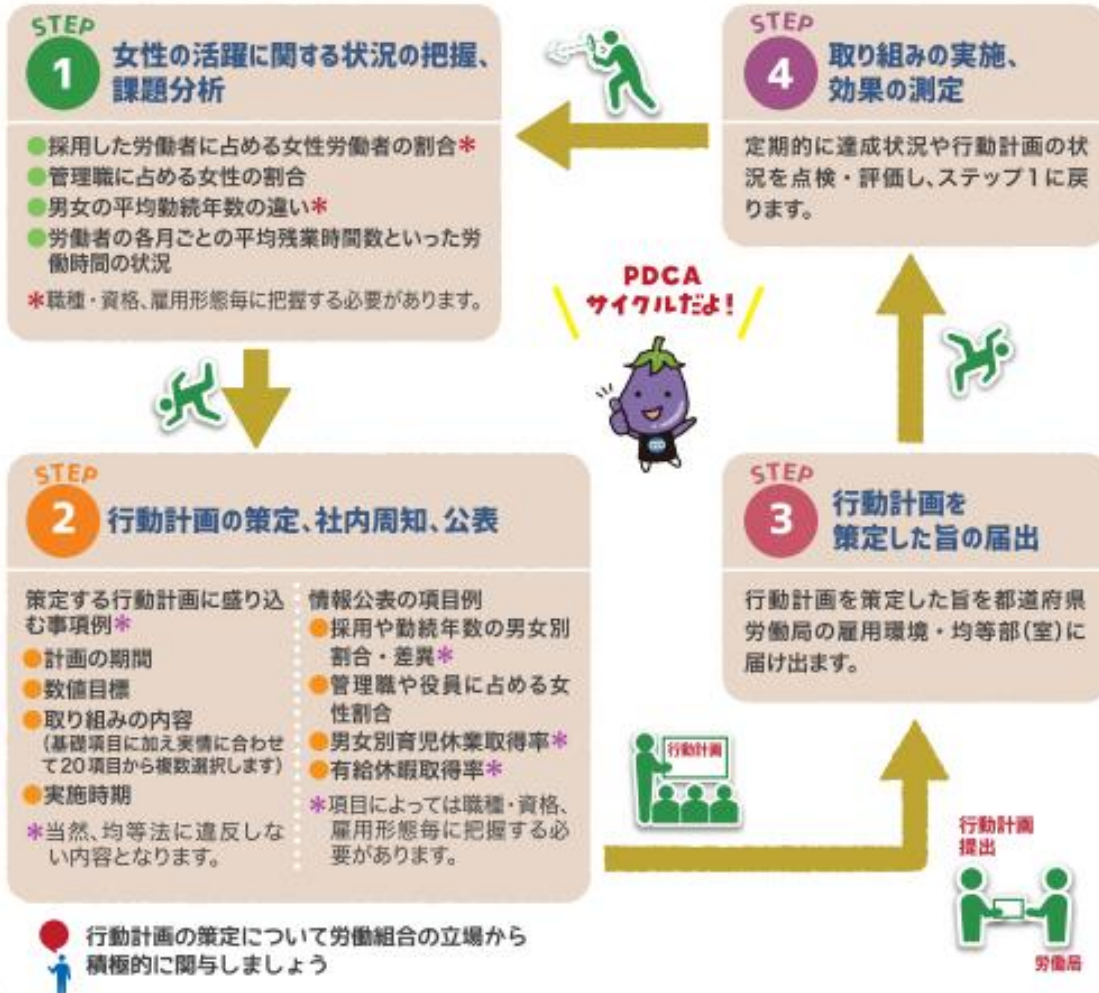 STEP
1
女性の活躍に関する状況の把握、
課題分析
●採用した労働者に占める女性労働者の割合*
●管理職に占める女性の割合
●男女の平均勤続年数の違い*
●労働者の各月ごとの平均残業時間数といった労
働時間の状況
*職種・資格、雇用形態毎に把握する必要があります。
STEP
2
行動計画の策定、社内周知、公表
策定する行動計画に盛り込
む事項例*
●計画の期間
●数値目標
●取り組みの内容
(基礎項目に加え実情に合わせ
て20項目から複数選択します)
●実施時期
*当然、均等法に違反しな
い内容となります。
情報公表の項目例
●採用や勤続年数の男女別
割合・差異*
●管理職や役員に占める女
性割合
●男女別育児休業取得率*
●有給休暇取得率*
*項目によっては職種・資格、
雇用形態毎に把握する必
要があります。
行動計画
STEP
3
行動計画を
策定した旨の届出
行動計画を策定した旨を都道府県
労働局の雇用環境・均等部(室)に
届け出ます。
行動計画
提出
労働局
STEP
4
取り組みの実施、
効果の測定
定期的に達成状況や行動計画の状
況を点検・評価し、ステップ1に戻
ります。
PDCA
サイクルだよ!
行動計画の策定について労働組合の立場から
積極的に関与しましょう